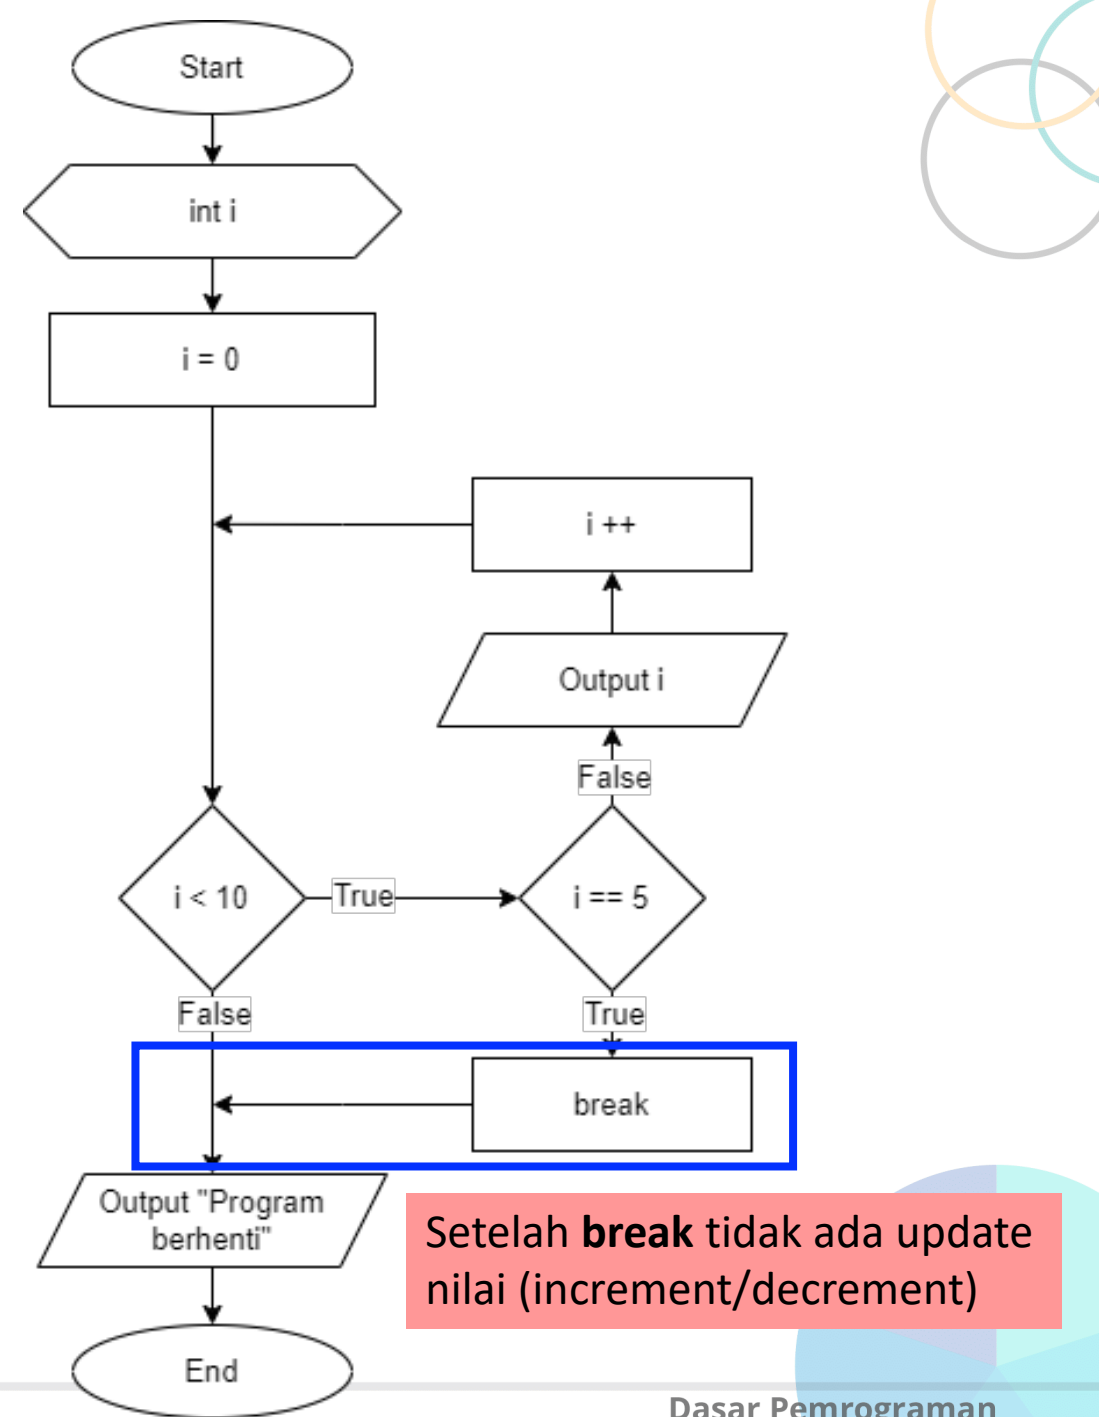 Start
int i
i = 0
i ++
Output i
False
i < 10
True
i == 5
False
True
break
Output "Program
berhenti"
Setelah break tidak ada update
nilai (increment/decrement)
End
Dasar Pemrograman